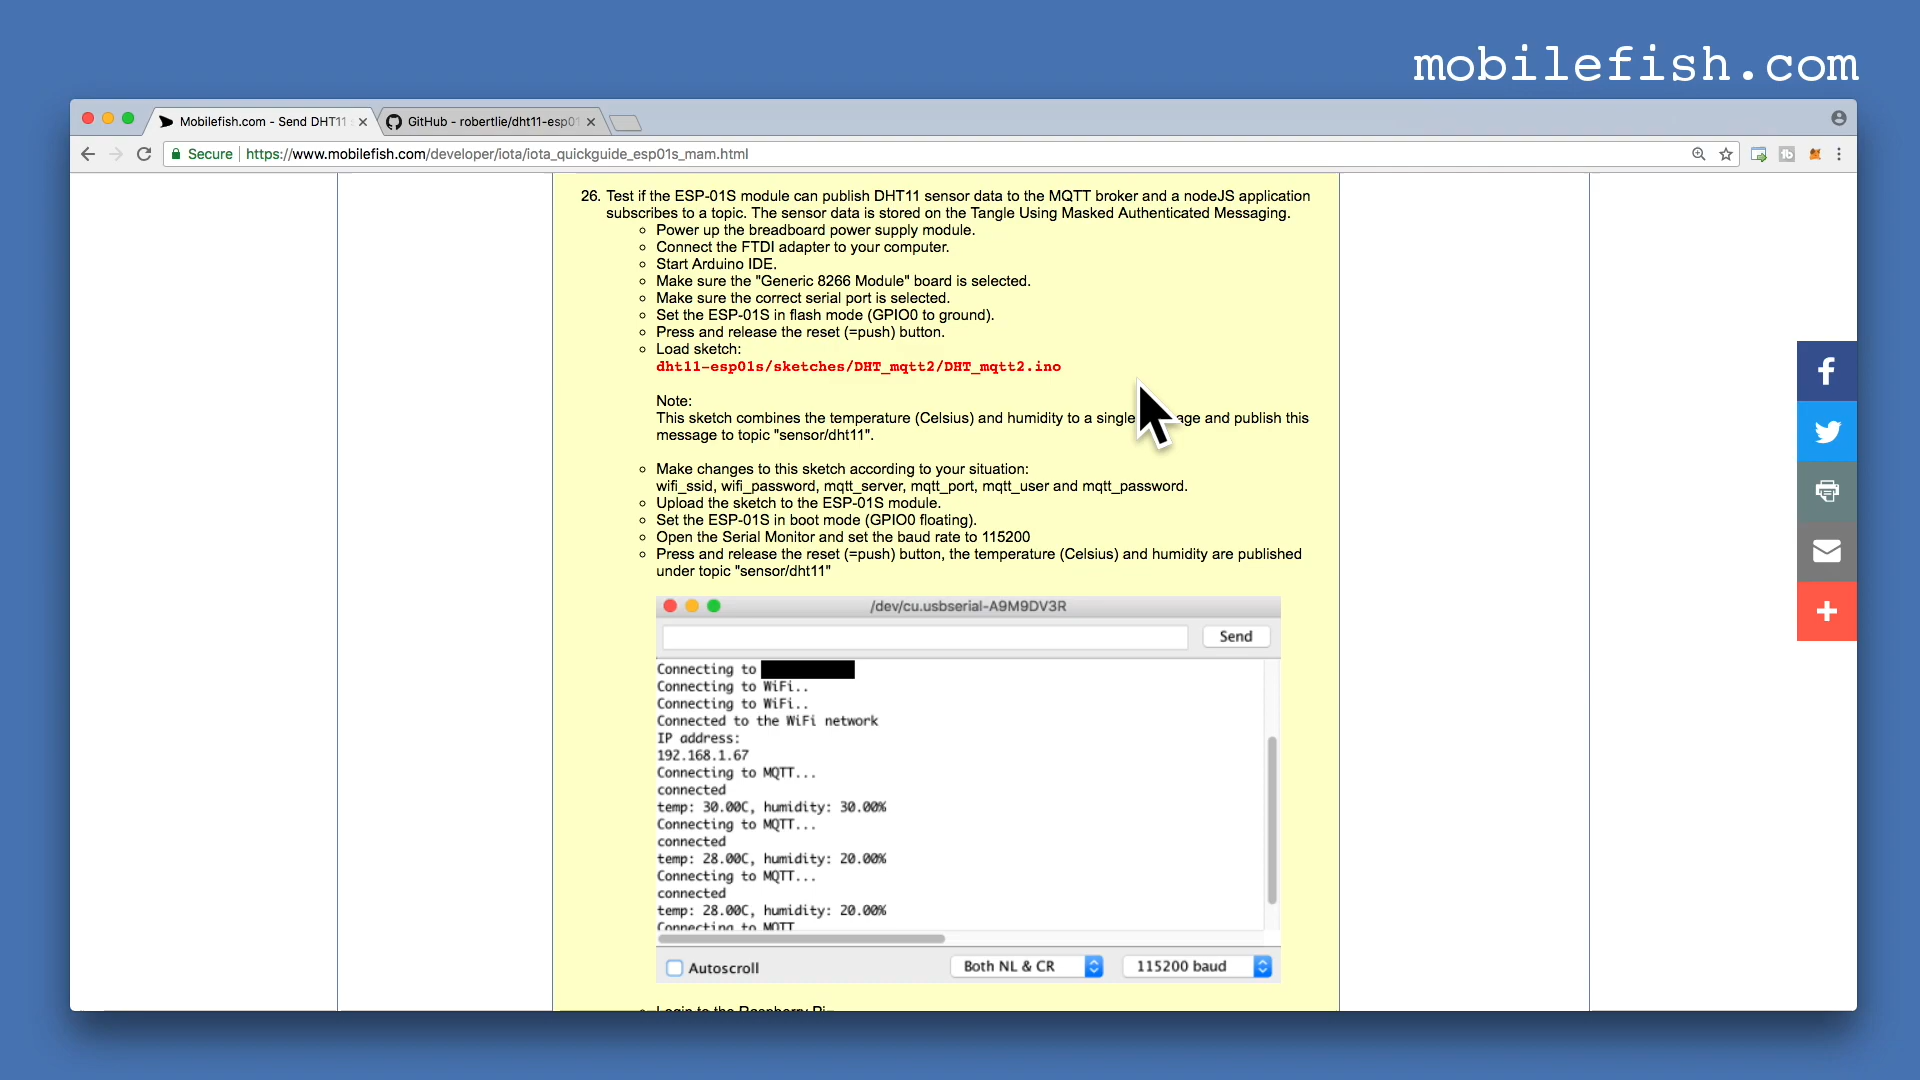 mobilefish.com
Mobilefish.com - Send DHT11
GitHub - robertlie/dht11-esp01
Secure
https://www.mobilefish.com/developer/iota/iota_quickguide_esp01s_mam.html
26. Test if the ESP-01S module can publish DHT11 sensor data to the MQTT broker and a nodeJS application
subscribes to a topic. The sensor data is stored on the Tangle Using Masked Authenticated Messaging.
Power up the breadboard power supply module.
Connect the FTDI adapter to your computer.
Start Arduino IDE.
Make sure the "Generic 8266 Module" board is selected.
Make sure the correct serial port is selected.
Set the ESP-01S in flash mode (GPIO0 to ground).
Press and release the reset (=push) button.
Load sketch:
dht11-esp01s/sketches/DHT_mqtt2/DHT_mqtt2.ino
Note:
This sketch combines the temperature (Celsius) and humidity to a single and publish this
message to topic "sensor/dht11".
Make changes to this sketch according to your situation:
wifi_ssid, wifi_password, mqtt_server, mqtt_port, mqtt_user and mqtt_password.
Upload the sketch to the ESP-01S module.
Set the ESP-01S in boot mode (GPIO0 floating).
Open the Serial Monitor and set the baud rate to 115200
Press and release the reset (=push) button, the temperature (Celsius) and humidity are published
under topic "sensor/dht11"
/dev/cu.usbserial-A9M9DV3R
Send
Connecting to
Connecting to WiFi..
Connecting to WiFi..
Connected to the WiFi network
IP address:
192.168.1.67
Connecting to MQTT...
connected
temp: 30.00C, humidity: 30.00%
Connecting to MQTT...
connected
temp: 28.00C, humidity: 20.00%
Connecting to MQTT...
connected
temp: 28.00C, humidity: 20.00%
Connecting to MQTT
Autoscroll
Both NL & CR
115200 baud
Login to the Raspberry Pi